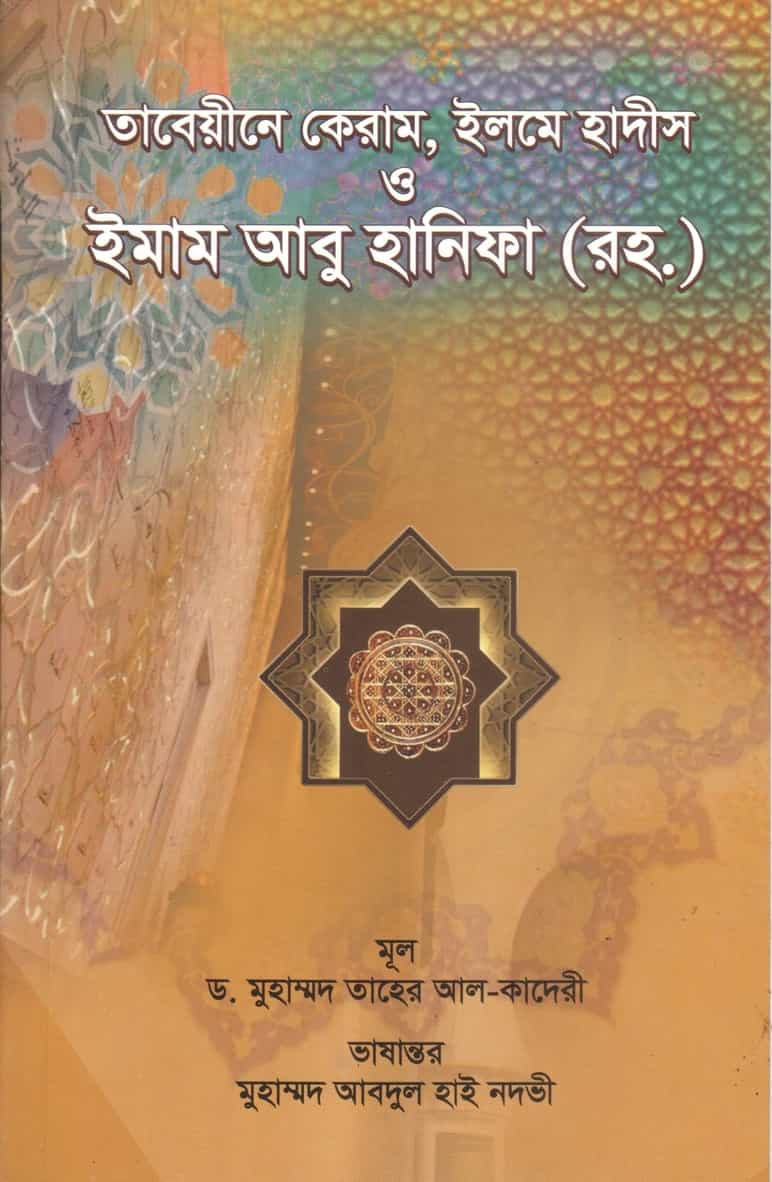 তাবেয়ীনে কেরাম, ইলমে হাদীস
ও
ইমাম আবু হানিফা (রহ.)
মূল
ড. মুহাম্মদ তাহের আল-কাদেরী
ভাষান্তর
মুহাম্মদ আবদুল হাই নদভী